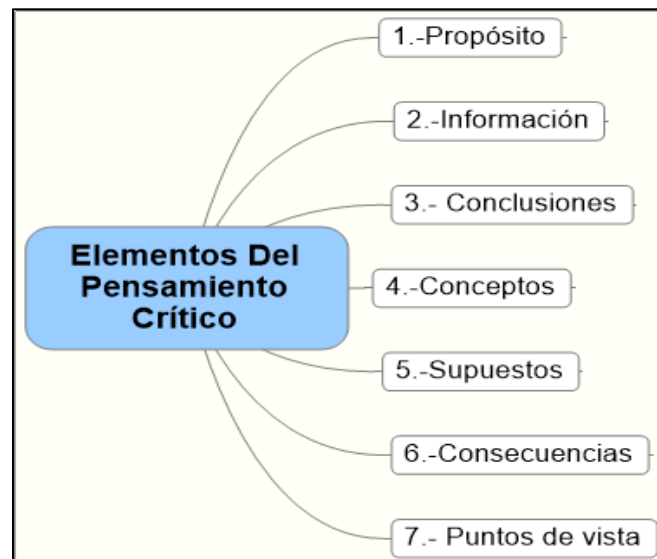 1.-Propósito
2.-Información
3.- Conclusiones
Elementos Del
Pensamiento
Crítico
4.-Conceptos
5.-Supuestos
6.-Consecuencias
7.- Puntos de vista